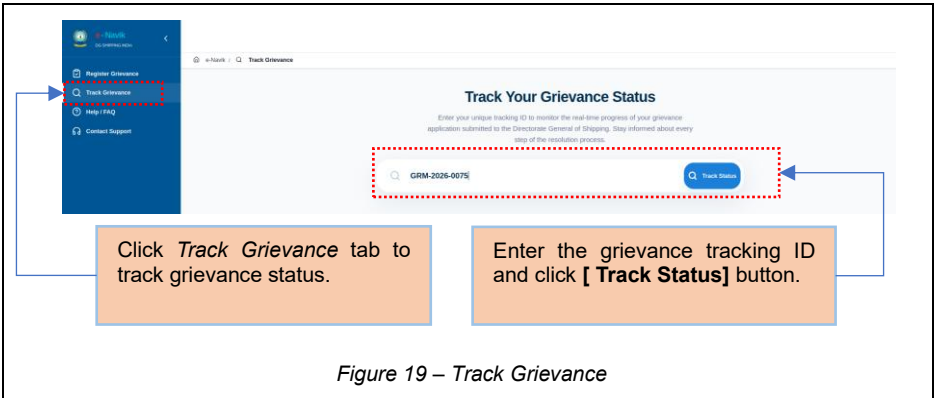 e-Navik
DG SHIPPING INDIA
e-Navik / Track Grievance
Register Grievance
Track Grievance
Help / FAQ
Contact Support
Track Your Grievance Status
Enter your unique tracking ID to monitor the real-time progress of your grievance
application submitted to the Directorate General of Shipping. Stay informed about every
step of the resolution process.
GRM-2026-0075
Track Status
Click Track Grievance tab to
track grievance status.
Enter the grievance tracking ID
and click [ Track Status] button.
Figure 19 – Track Grievance